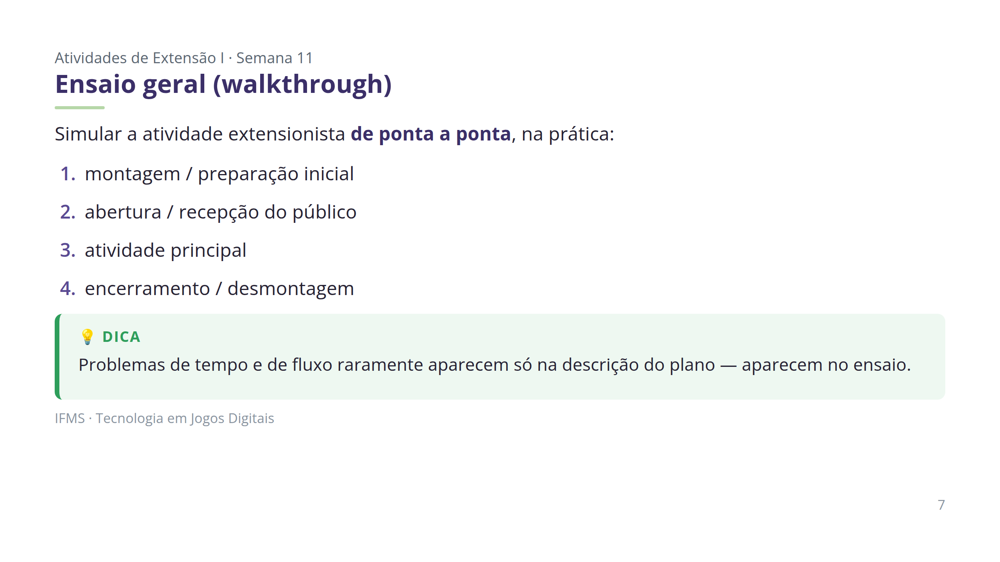 Atividades de Extensão I · Semana 11
Ensaio geral (walkthrough)
Simular a atividade extensionista de ponta a ponta, na prática:
1. montagem / preparação inicial
2. abertura / recepção do público
3. atividade principal
4. encerramento / desmontagem
💡 DICA
Problemas de tempo e de fluxo raramente aparecem só na descrição do plano — aparecem no ensaio.
IFMS · Tecnologia em Jogos Digitais
7